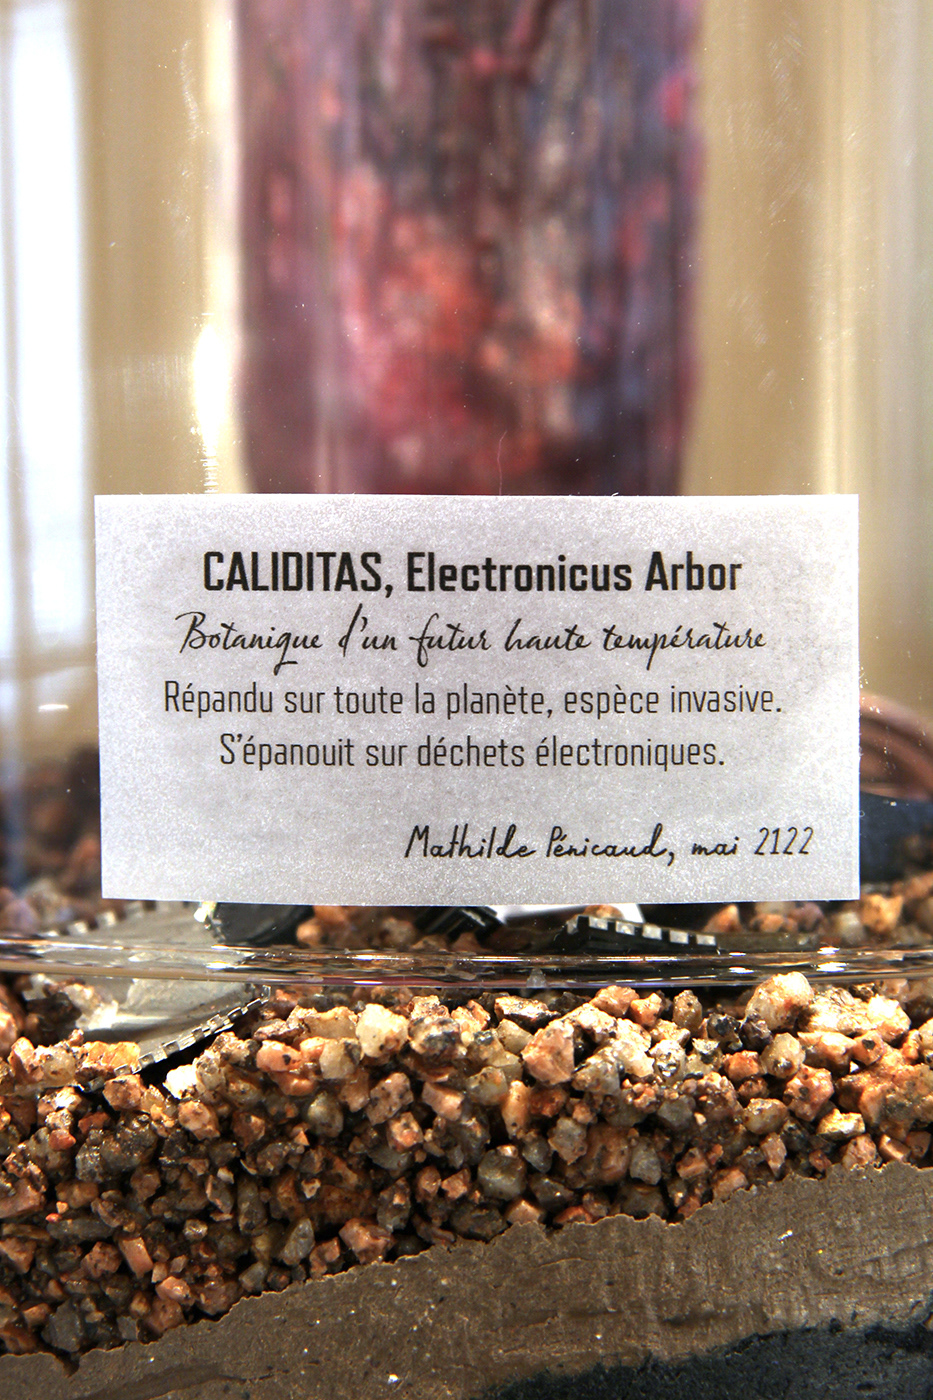 CALIDITAS, Electronicus Arbor
Botanique d'un futur haute température
Répandu sur toute la planète, espèce invasive.
S'épanouit sur déchets électroniques.
Mathilde Pénicaud, mai 2122